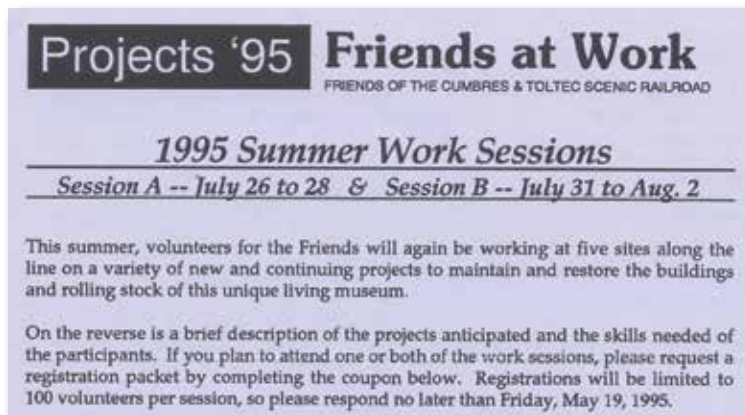 Projects '95 Friends at Work
FRIENDS OF THE CUMBRES & TOLTEC SCENIC RAILROAD
1995 Summer Work Sessions
Session A -- July 26 to 28 & Session B -- July 31 to Aug. 2
This summer, volunteers for the Friends will again be working at five sites along the
line on a variety of new and continuing projects to maintain and restore the buildings
and rolling stock of this unique living museum.
On the reverse is a brief description of the projects anticipated and the skills needed of
the participants. If you plan to attend one or both of the work sessions, please request a
registration packet by completing the coupon below. Registrations will be limited to
100 volunteers per session, so please respond no later than Friday, May 19, 1995.